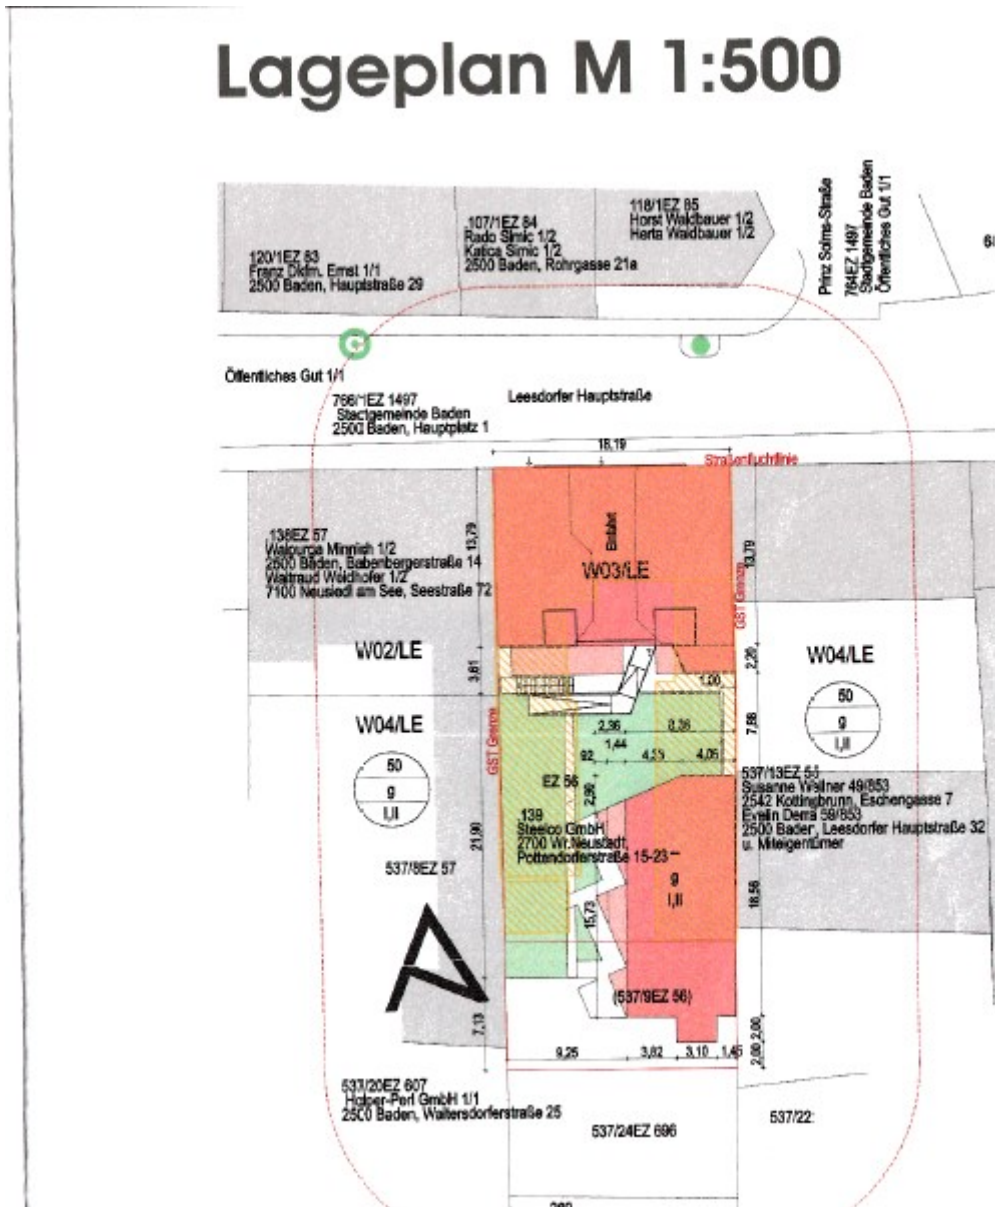 Lageplan M 1:500
120/1EZ 83
Franz Dkfm. Ernst 1/1
2500 Baden, Hauptstraße 29
107/1EZ 84
Rado Simic 1/2
Katica Simic 1/2
2500 Baden, Rohrgasse 21a
118/1EZ 85
Horst Waldbauer 1/2
Herta Waldbauer 1/2
Prinz Solms-Straße
764EZ 1497
Stadtgemeinde Baden
Öffentliches Gut 1/1
Öffentliches Gut 1/1
766/1EZ 1497
Stadtgemeinde Baden
2500 Baden, Hauptplatz 1
Leesdorfer Hauptstraße
18,19
Straßenfluchtlinie
.138EZ 57
Walpurga Minnich 1/2
2500 Baden, Babenbergerstraße 14
Waltraud Weidhofer 1/2
7100 Neusiedl am See, Seestraße 72
13,79
Einfahrt
W03/LE
13,79
GST Grenze
W02/LE
3,61
2,20
W04/LE
50
g
I,II
1,00
W04/LE
50
g
I,II
GST Grenze
2,36
8,36
7,88
1,44
92
4,25
4,05
EZ 56
2,90
.139
Steelco GmbH
2700 Wr.Neustadt,
Pottendorferstraße 15-23
537/13EZ 55
Susanne Wellner 49/853
2542 Kottingbrunn, Eschengasse 7
Evelin Derra 59/853
2500 Baden, Leesdorfer Hauptstraße 32
u. Miteigentümer
21,90
537/8EZ 57
g
I,II
18,56
15,73
(537/9EZ 56)
7,13
2,00
2,00
9,25
3,82
3,10
1,45
537/20EZ 607
2500 Baden, Waltersdorferstraße 25
537/24EZ 696
537/22